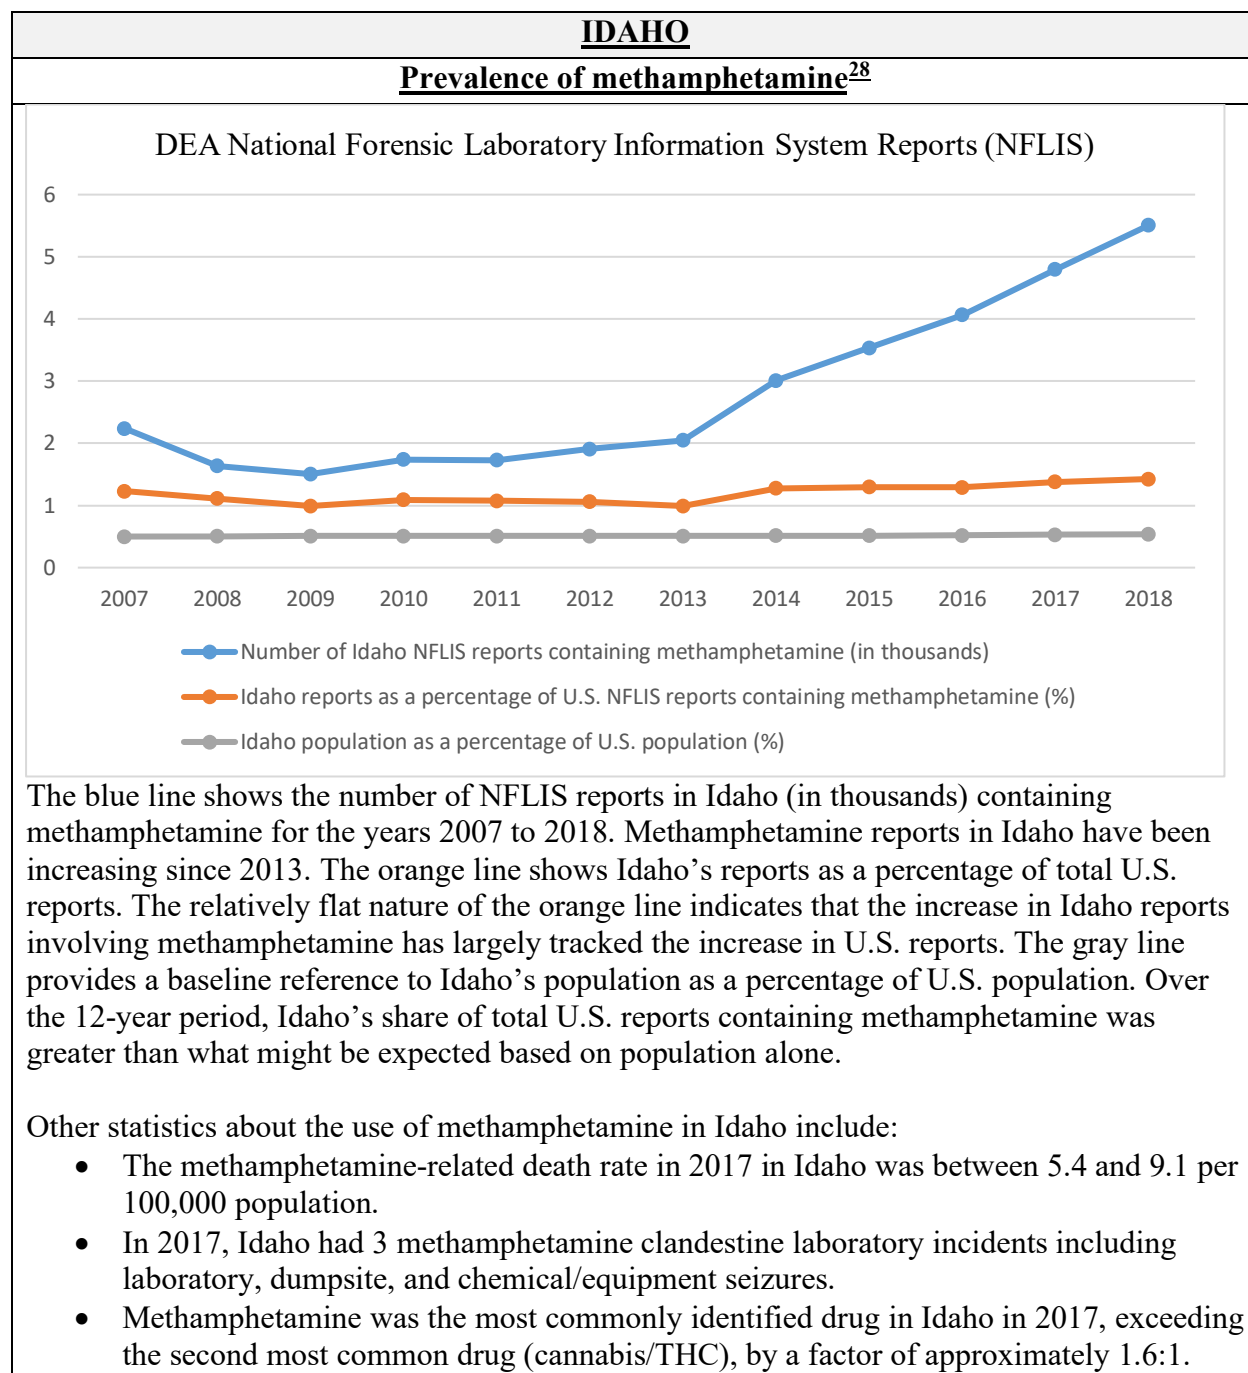 IDAHO
Prevalence of methamphetamine28
DEA National Forensic Laboratory Information System Reports (NFLIS)
6
5
4
3
2
1
0
2007 2008 2009 2010 2011 2012 2013 2014 2015 2016 2017 2018
Number of Idaho NFLIS reports containing methamphetamine (in thousands)
Idaho reports as a percentage of U.S. NFLIS reports containing methamphetamine (%)
Idaho population as a percentage of U.S. population (%)
The blue line shows the number of NFLIS reports in Idaho (in thousands) containing
methamphetamine for the years 2007 to 2018. Methamphetamine reports in Idaho have been
increasing since 2013. The orange line shows Idaho’s reports as a percentage of total U.S.
reports. The relatively flat nature of the orange line indicates that the increase in Idaho reports
involving methamphetamine has largely tracked the increase in U.S. reports. The gray line
provides a baseline reference to Idaho’s population as a percentage of U.S. population. Over
the 12-year period, Idaho’s share of total U.S. reports containing methamphetamine was
greater than what might be expected based on population alone.
Other statistics about the use of methamphetamine in Idaho include:
• The methamphetamine-related death rate in 2017 in Idaho was between 5.4 and 9.1 per
100,000 population.
• In 2017, Idaho had 3 methamphetamine clandestine laboratory incidents including
laboratory, dumpsite, and chemical/equipment seizures.
• Methamphetamine was the most commonly identified drug in Idaho in 2017, exceeding
the second most common drug (cannabis/THC), by a factor of approximately 1.6:1.